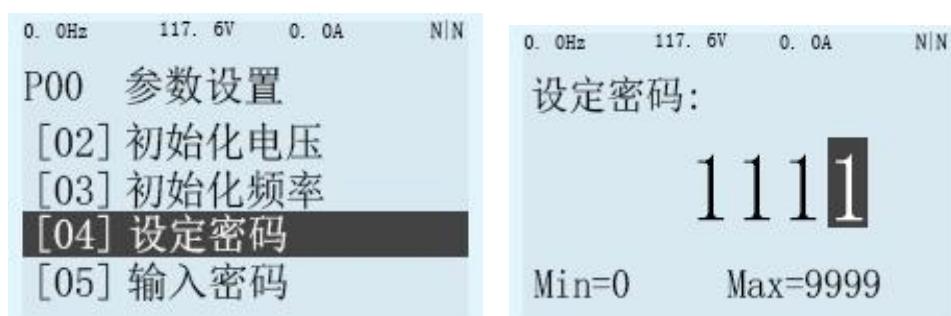 0. 0Hz 117. 6V 0. 0A N|N
P00 参数设置
[02] 初始化电压
[03] 初始化频率
[04] 设定密码
[05] 输入密码
0. 0Hz 117. 6V 0. 0A N|N
设定密码:
1111
Min=0 Max=9999